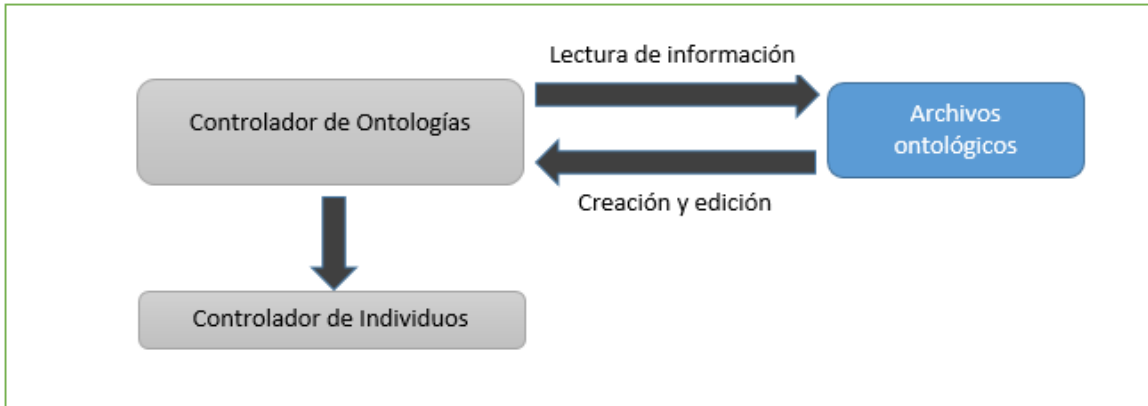 Lectura de información
Controlador de Ontologías
Archivos
ontológicos
Creación y edición
Controlador de Individuos